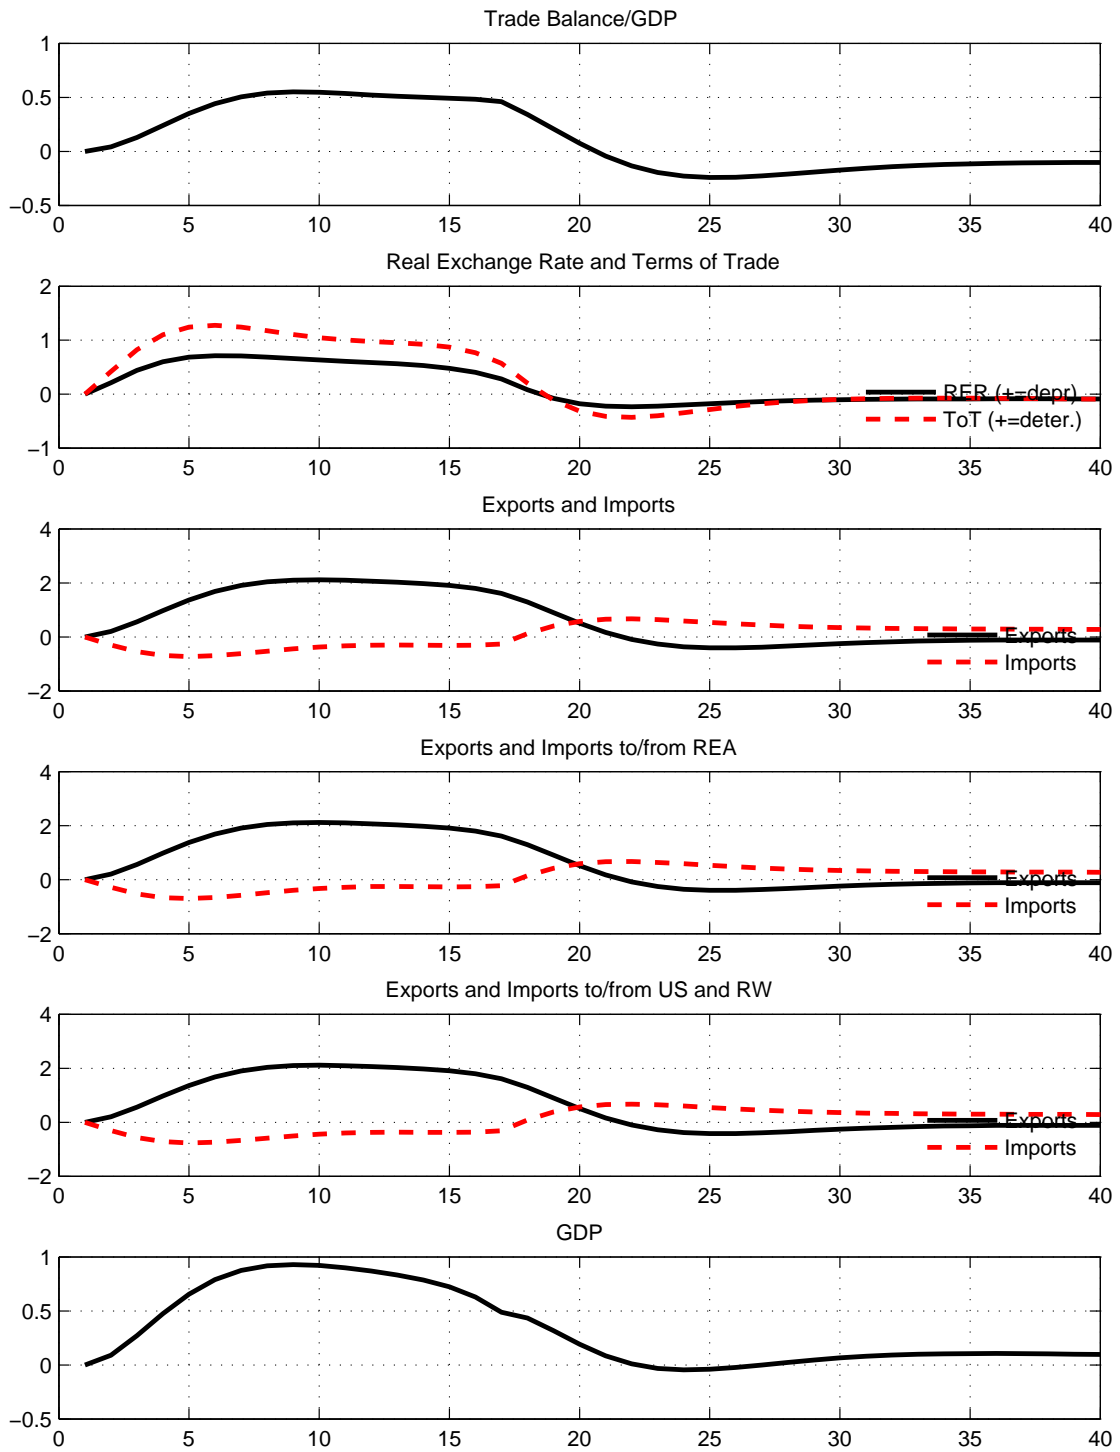 Trade Balance/GDP
1
0.5
0
−0.5
0 5 10 15 20 25 30 35 40
Real Exchange Rate and Terms of Trade
2
1
0
−1
RER (+=depr)
ToT (+=deter.)
0 5 10 15 20 25 30 35 40
Exports and Imports
4
2
0
−2
Exports
Imports
0 5 10 15 20 25 30 35 40
Exports and Imports to/from REA
4
2
0
−2
Exports
Imports
0 5 10 15 20 25 30 35 40
Exports and Imports to/from US and RW
4
2
0
−2
Exports
Imports
0 5 10 15 20 25 30 35 40
GDP
1
0.5
0
−0.5
0 5 10 15 20 25 30 35 40